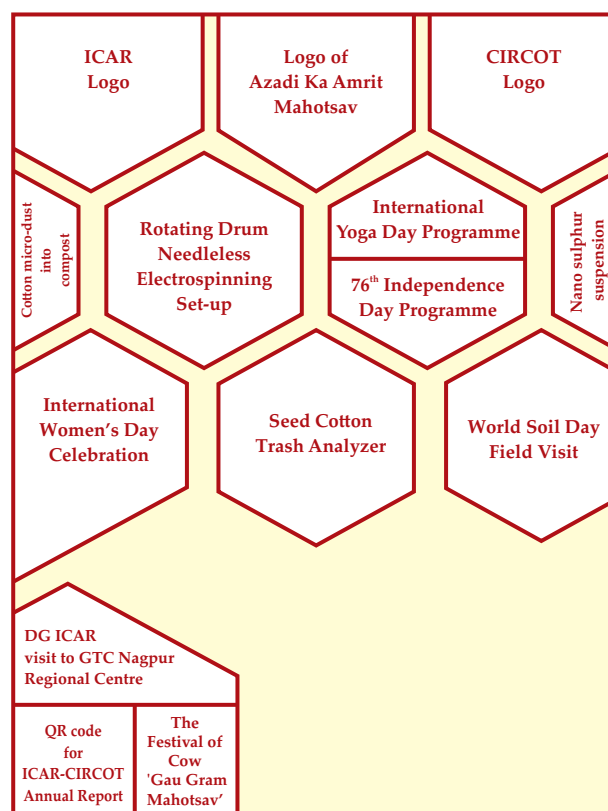 ICAR
Logo
Logo of
Azadi Ka Amrit
Mahotsav
CIRCOT
Logo
Cotton micro-dust
into
compost
Rotating Drum
Needleless
Electrospinning
Set-up
International
Yoga Day Programme
76th Independence
Day Programme
Nano sulphur
suspension
International
Women's Day
Celebration
Seed Cotton
Trash Analyzer
World Soil Day
Field Visit
DG ICAR
visit to GTC Nagpur
Regional Centre
QR code
for
ICAR-CIRCOT
Annual Report
The
Festival of
Cow
'Gau Gram
Mahotsav’